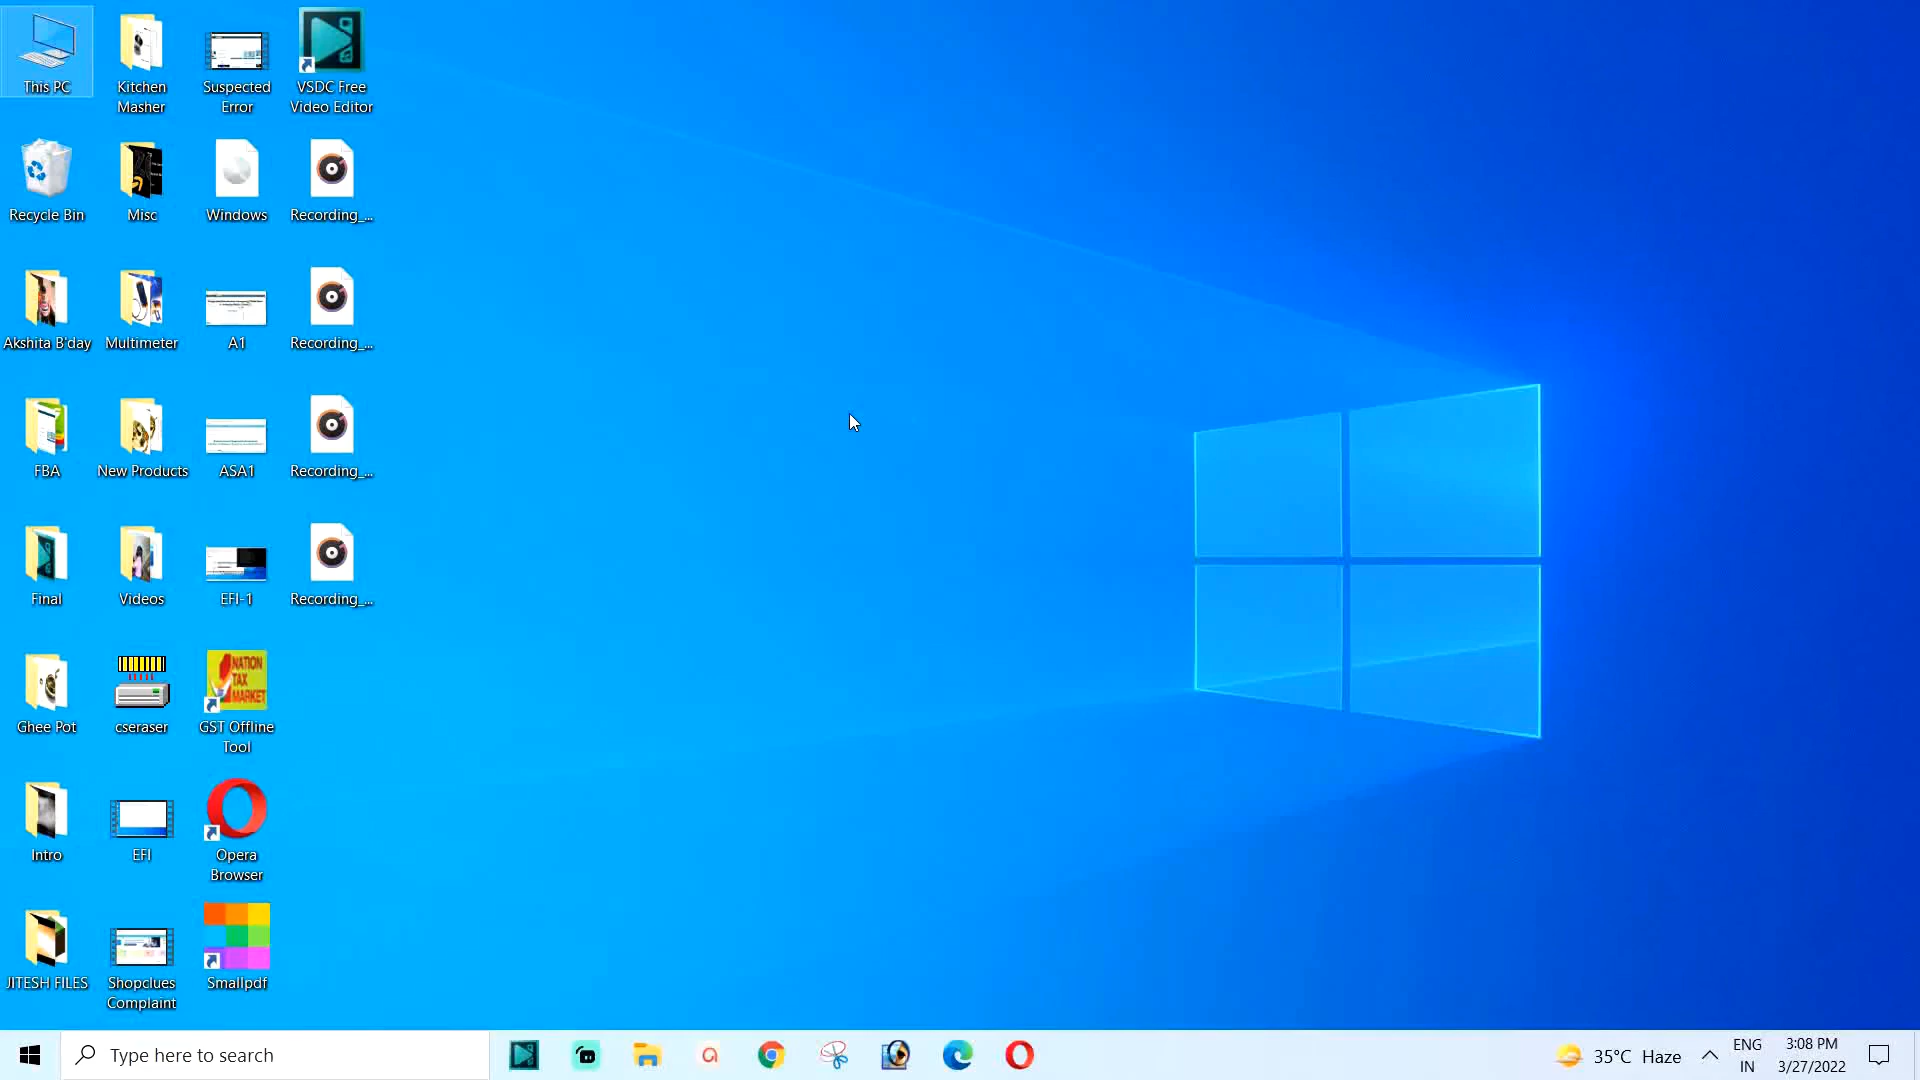 This PC
Kitchen
Masher
Suspected
Error
VSDC Free
Video Editor
Recycle Bin
Misc
Windows
Recording_...
Akshita B'day
Multimeter
A1
Recording_...
FBA
New Products
ASA1
Recording_...
Final
Videos
EFI-1
Recording_...
NATION
TAX
MARKET
Ghee Pot
cseraser
GST Offline
Tool
Intro
EFI
Opera
Browser
JITESH FILES
Shopclues
Complaint
Smallpdf
Type here to search
35°C Haze
ENG
IN
3:08 PM
3/27/2022